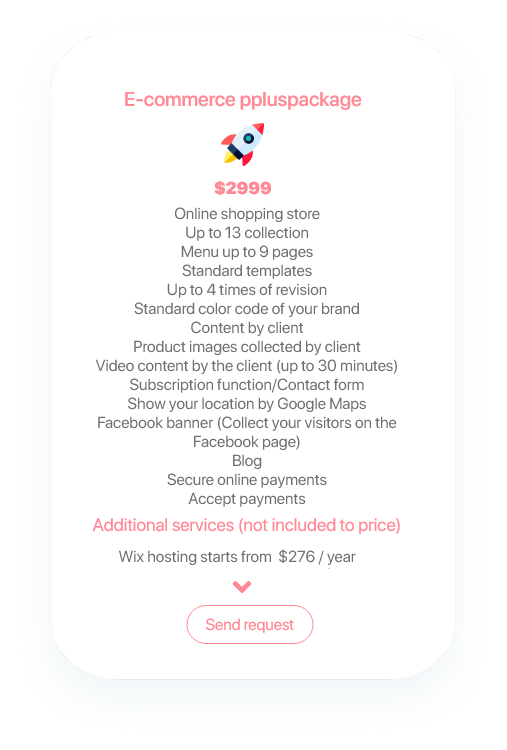 E-commerce ppluspackage
$2999
Online shopping store
Up to 13 collection
Menu up to 9 pages
Standard templates
Up to 4 times of revision
Standard color code of your brand
Content by client
Product images collected by client
Video content by the client (up to 30 minutes)
Subscription function/Contact form
Show your location by Google Maps
Facebook banner (Collect your visitors on the
Facebook page)
Blog
Secure online payments
Accept payments
Additional services (not included to price)
Wix hosting starts from $276 / year
Send request